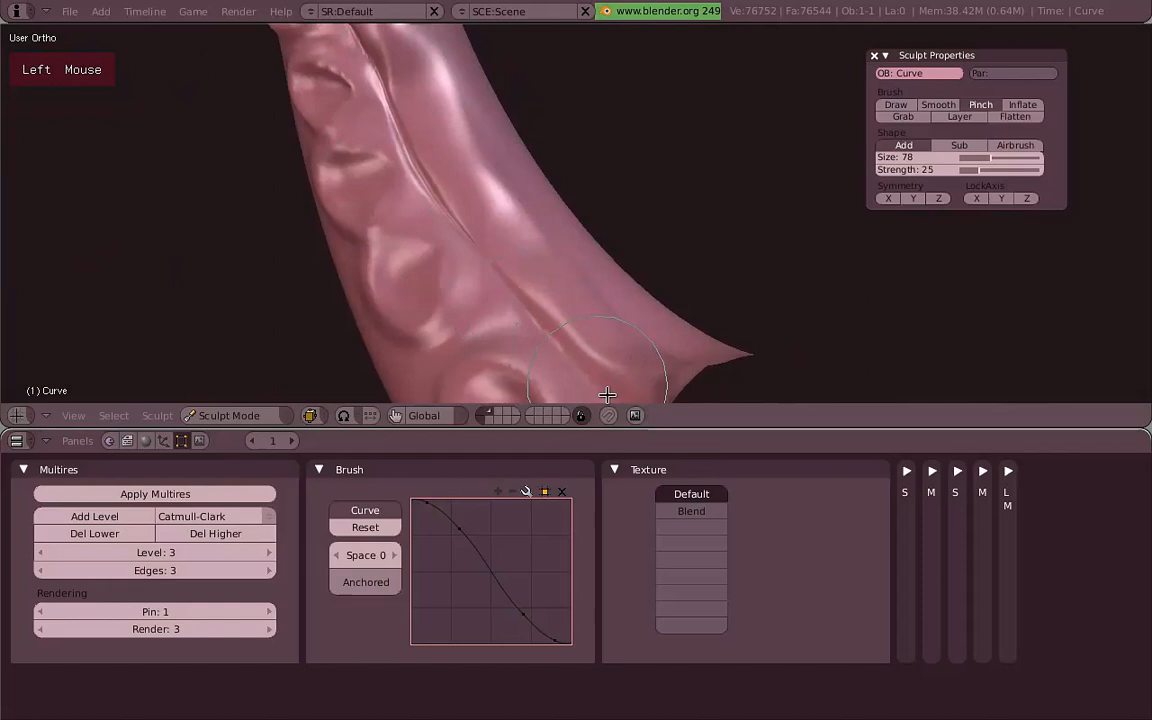 File Add Timeline Game Render Help SR:Default SCE:Scene www.blender.org 249 Ve:76752 | Fa:76544 | Ob:1-1 | La:0 | Mem:38.42M (0.64M) | Time: | Curve
User Ortho
Left Mouse
Sculpt Properties
OB: Curve Par:
Brush
Draw Smooth Pinch Inflate
Grab Layer Flatten
Shape
Add Sub Airbrush
Size: 78
Strength: 25
Symmetry LockAxis
X Y Z X Y Z
(1) Curve
View Select Sculpt Sculpt Mode Global
Panels 1
Multires
Apply Multires
Add Level Catmull-Clark
Del Lower Del Higher
Level: 3
Edges: 3
Rendering
Pin: 1
Render: 3
Brush
Curve
Reset
Space 0
Anchored
Texture
Default
Blend
S M S M L
M